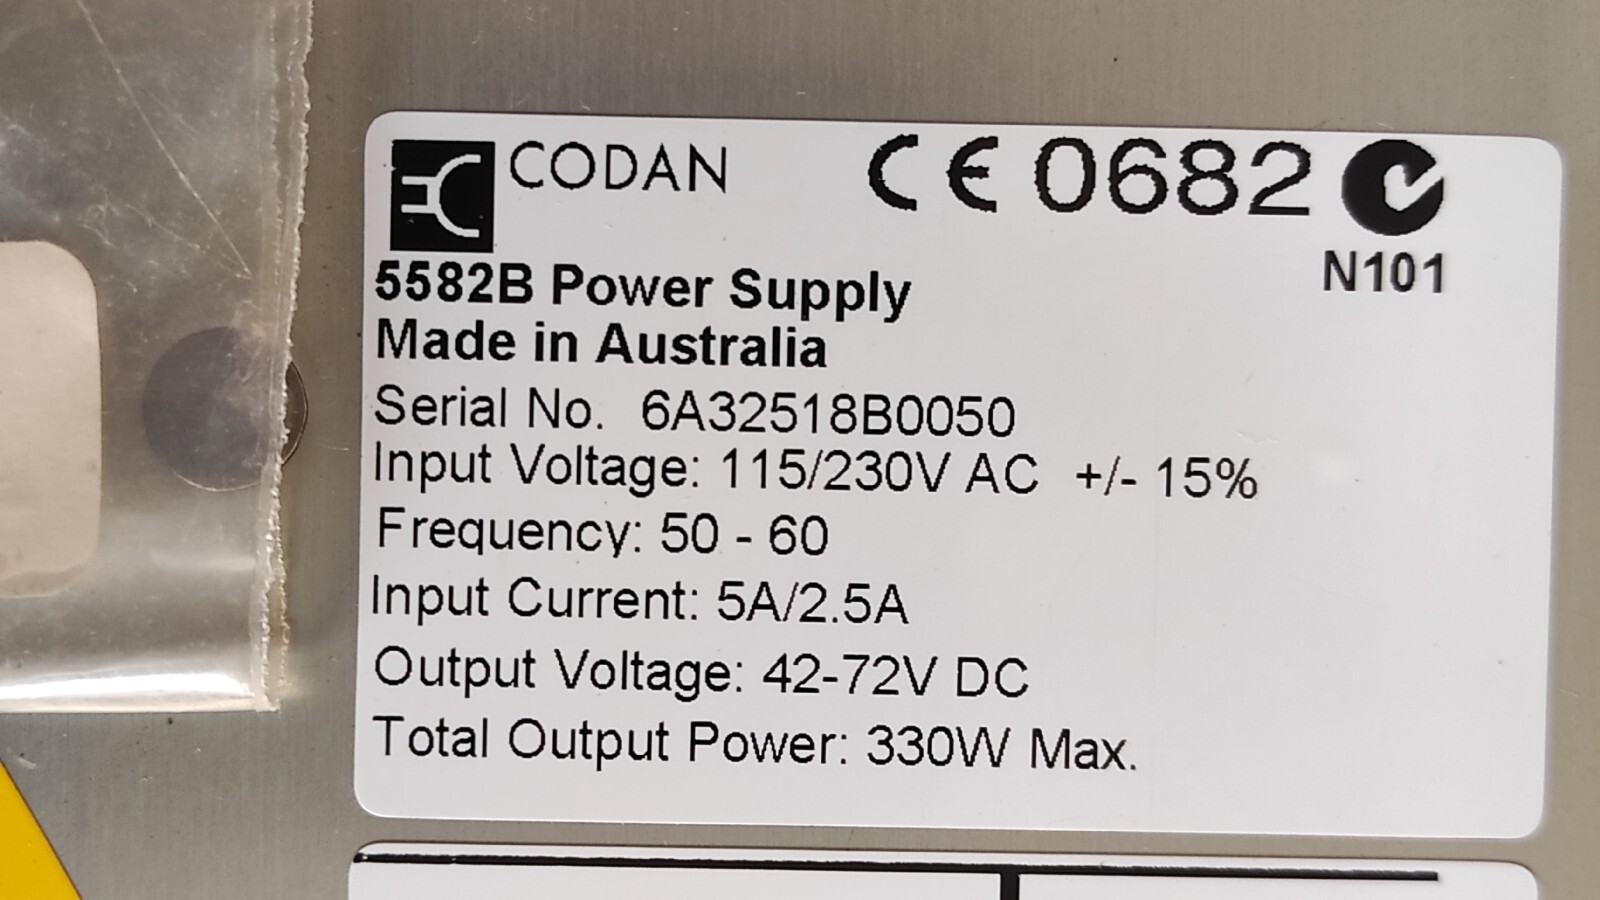 CODAN
CE 0682
N101
5582B Power Supply
Made in Australia
Serial No. 6A32518B0050
Input Voltage: 115/230V AC +/- 15%
Frequency: 50 - 60
Input Current: 5A/2.5A
Output Voltage: 42-72V DC
Total Output Power: 330W Max.